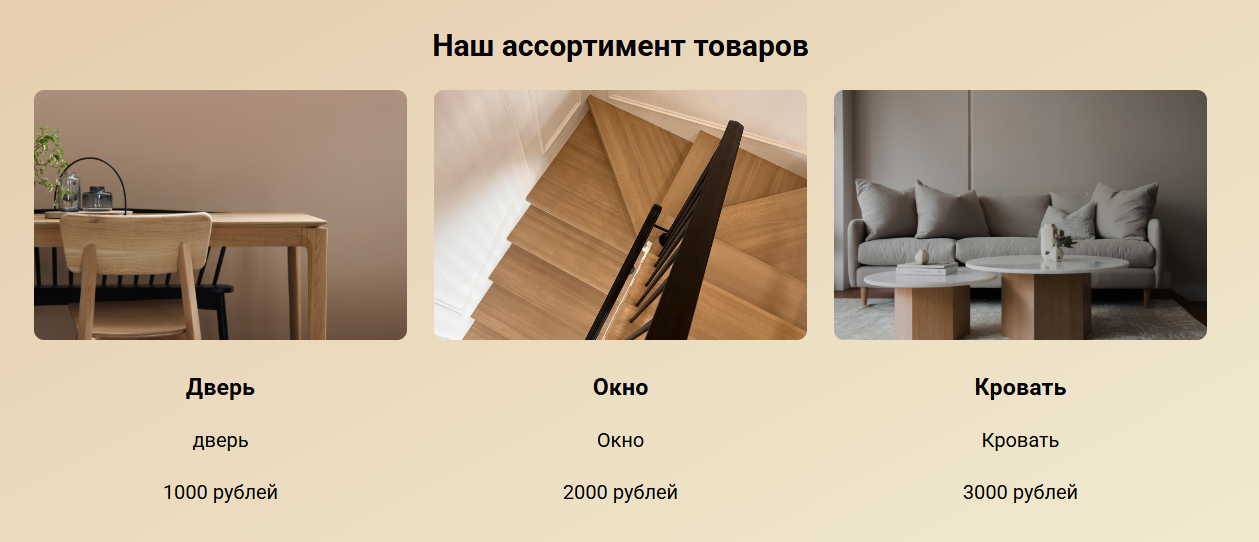 Наш ассортимент товаров
Дверь
Окно
Кровать
дверь
Окно
Кровать
1000 рублей
2000 рублей
3000 рублей